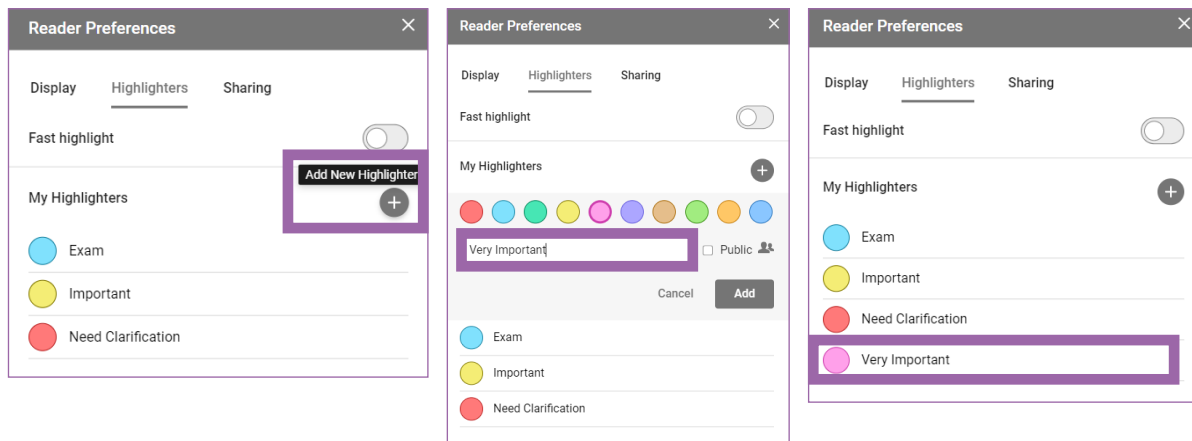 Reader Preferences
Display Highlighters Sharing
Fast highlight
Add New Highlighter
My Highlighters
Exam
Important
Need Clarification
Reader Preferences
Display Highlighters Sharing
Fast highlight
My Highlighters
Very Important
Public
Cancel Add
Exam
Important
Need Clarification
Reader Preferences
Display Highlighters Sharing
Fast highlight
My Highlighters
Exam
Important
Need Clarification
Very Important